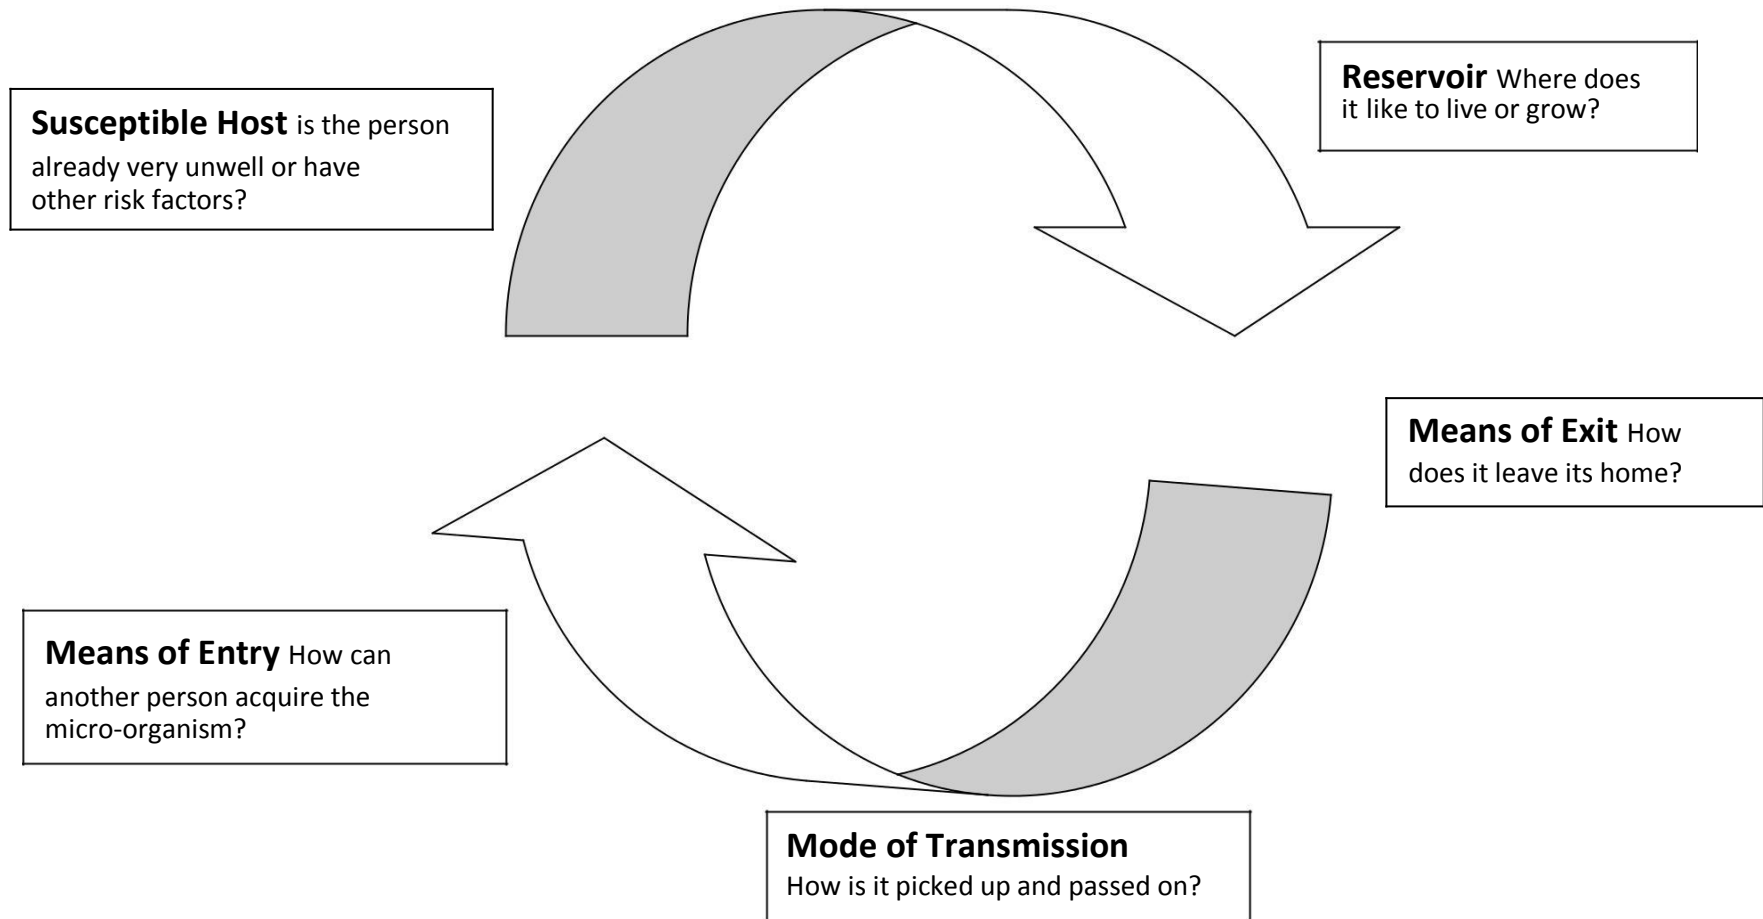 Susceptible Host is the person
already very unwell or have
other risk factors?
Reservoir Where does
it like to live or grow?
Means of Exit How
does it leave its home?
Means of Entry How can
another person acquire the
micro-organism?
Mode of Transmission
How is it picked up and passed on?